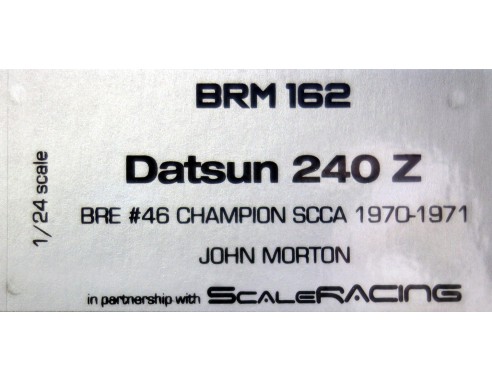 BRM 162
1/24 scale
Datsun 240 Z
BRE #46 CHAMPION SCCA 1970-1971
JOHN MORTON
in partnership with SCALERACING